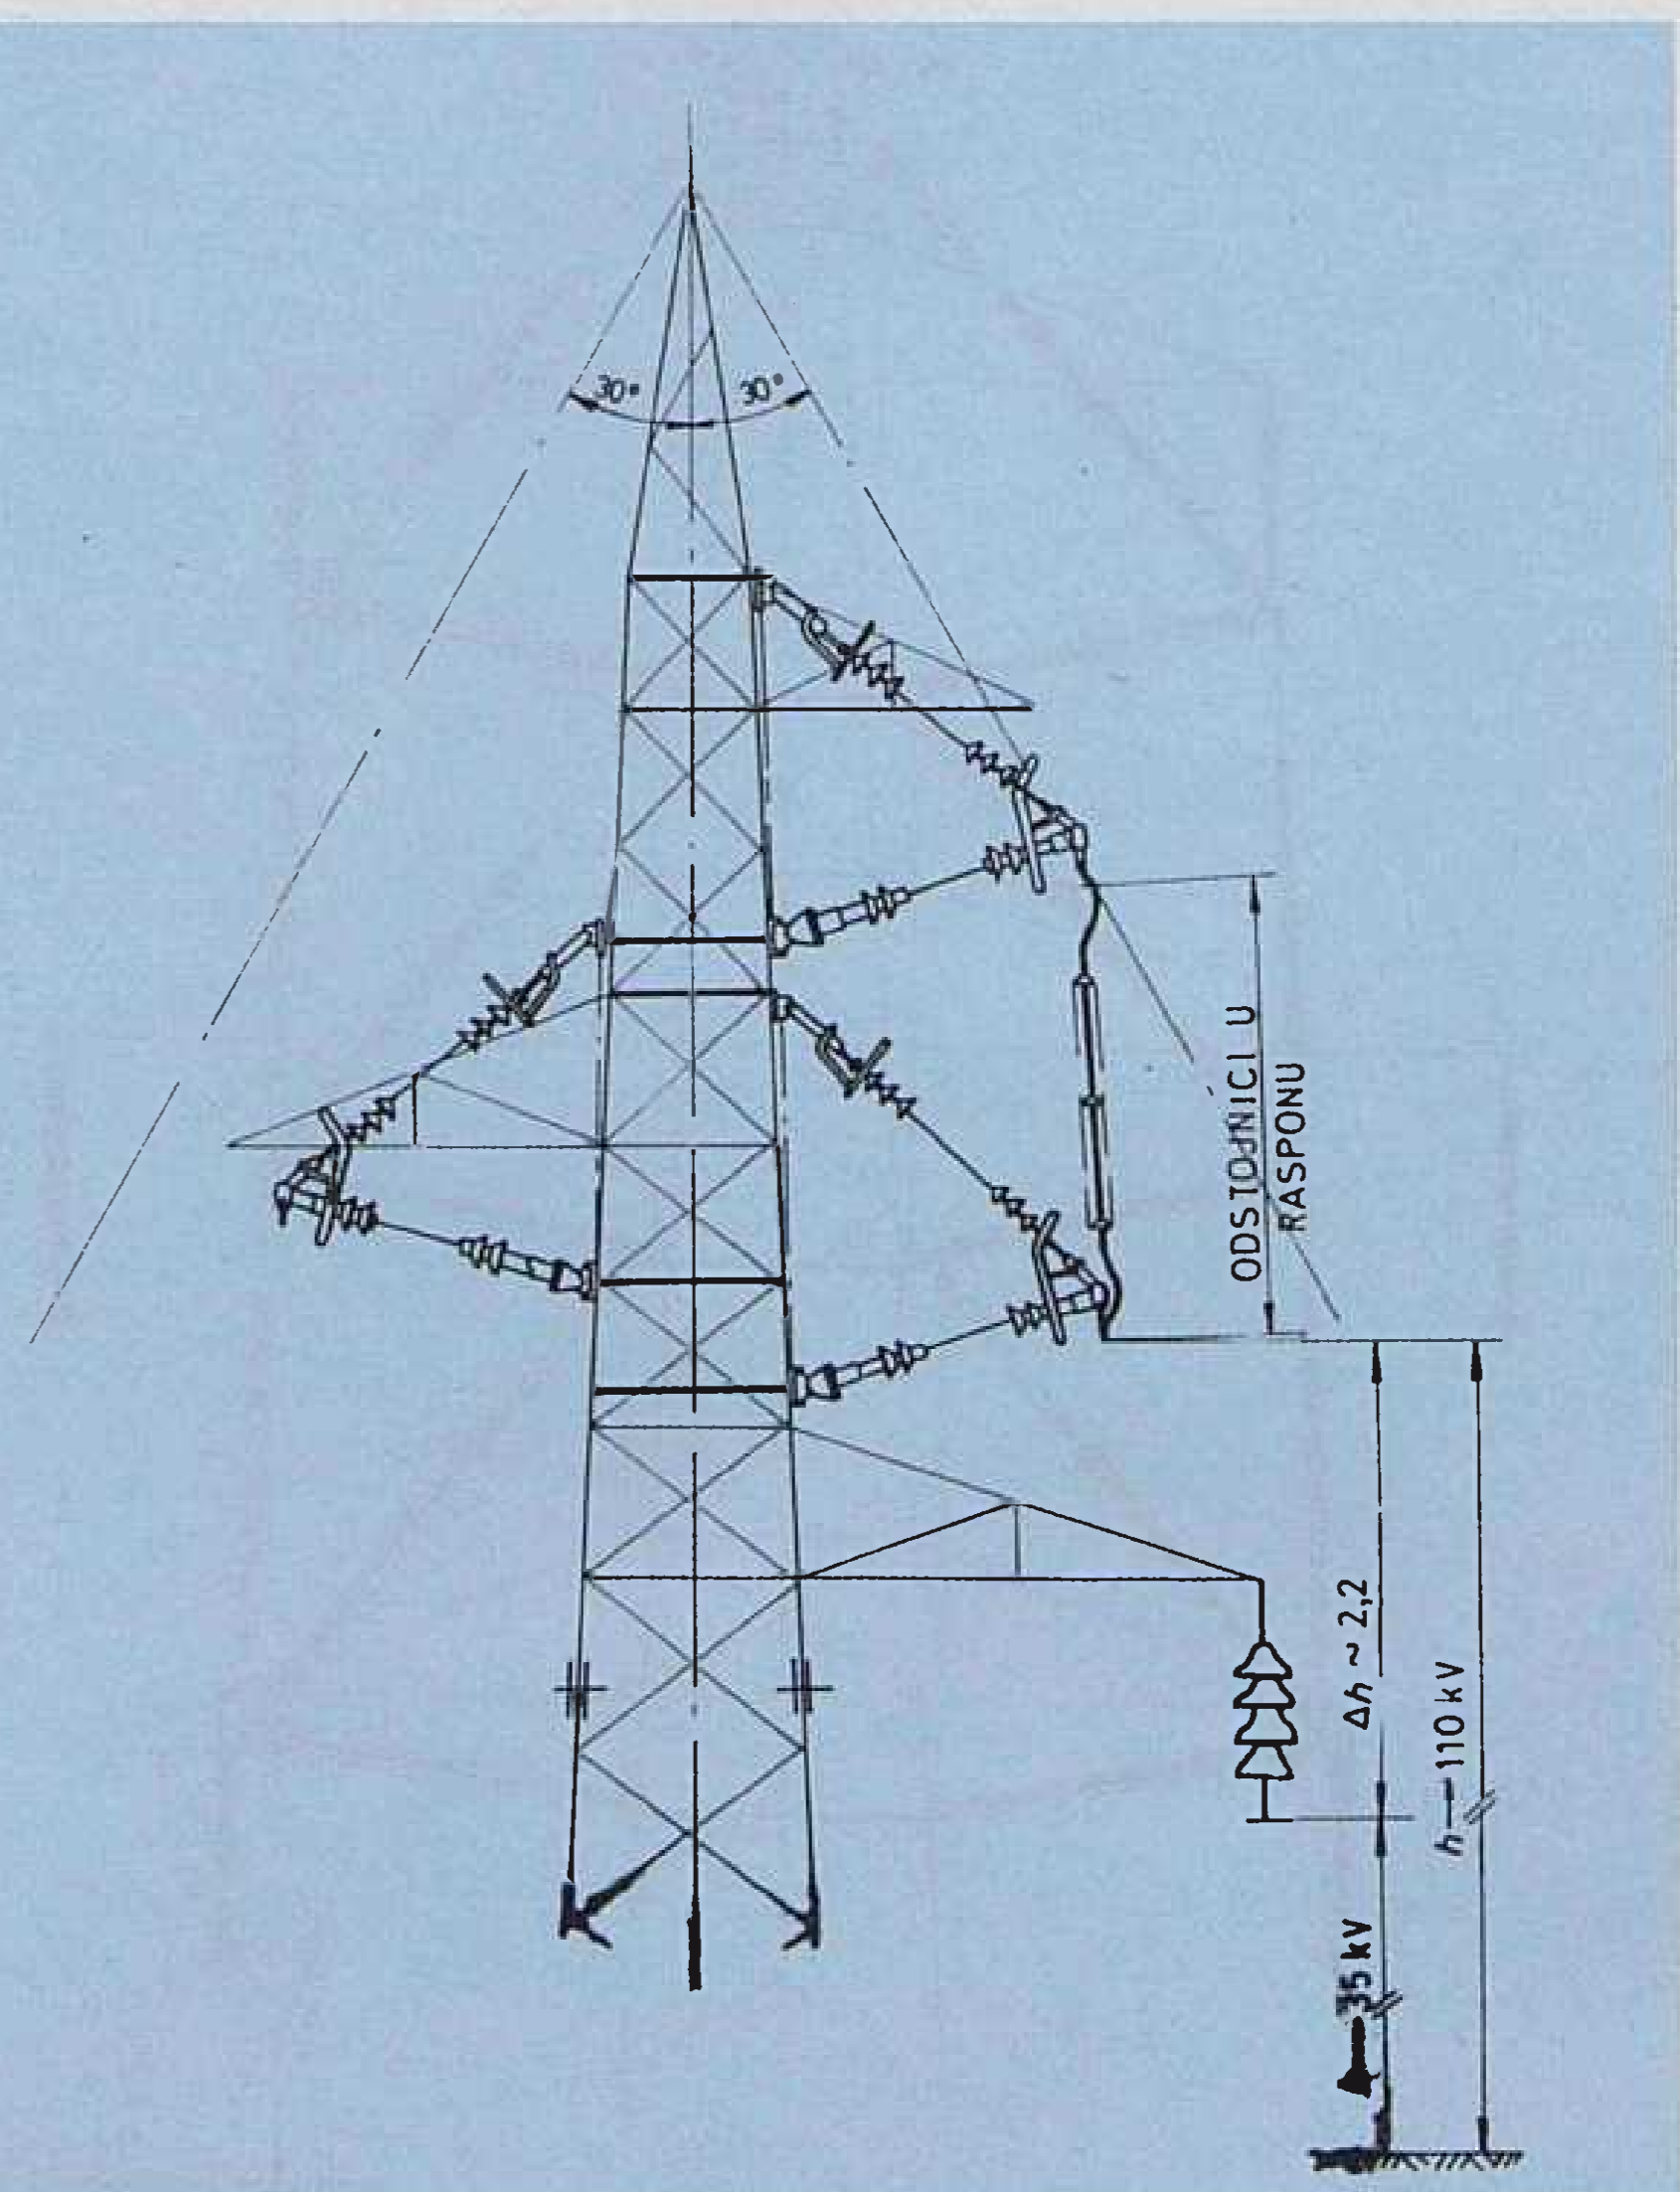 30°
30°
ODSTOJNICI U
RASPONU
Δh ~ 2,2
h→110 kV
35 kV